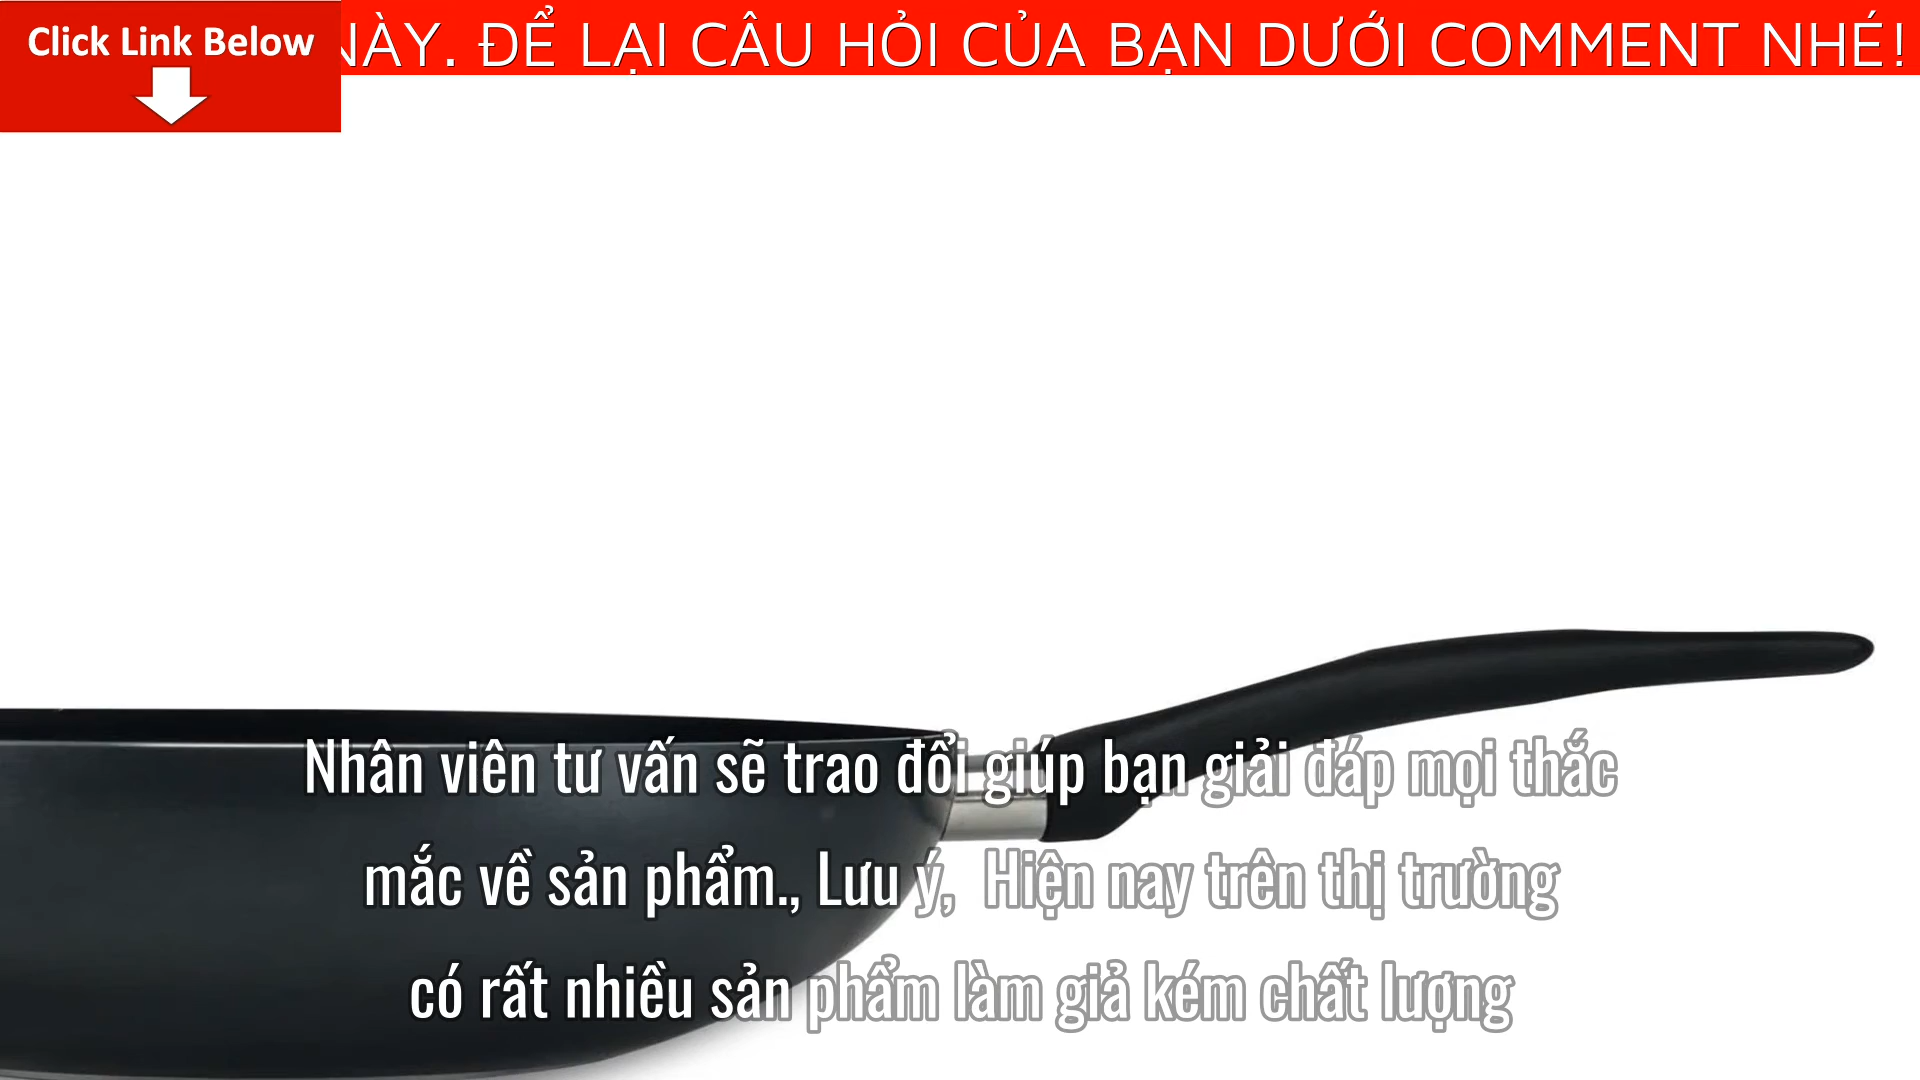 Click Link Below
NÀY. ĐỂ LẠI CÂU HỎI CỦA BẠN DƯỚI COMMENT NHÉ!
Nhân viên tư vấn sẽ trao đổi giúp bạn giải đáp mọi thắc
mắc về sản phẩm., Lưu ý, Hiện nay trên thị trường
có rất nhiều sản phẩm làm giả kém chất lượng